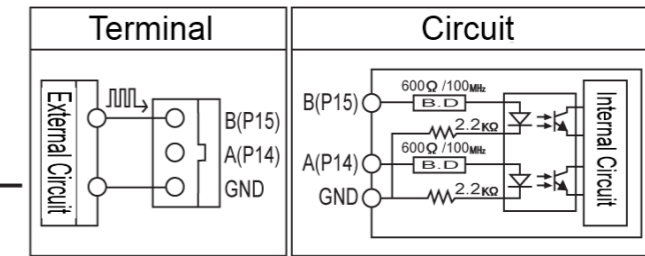 Terminal
External Circuit
B(P15)
A(P14)
GND
Circuit
B(P15)
600Ω /100MHz
B.D
2.2KΩ
A(P14)
600Ω /100MHz
B.D
GND
2.2KΩ
Internal Circuit